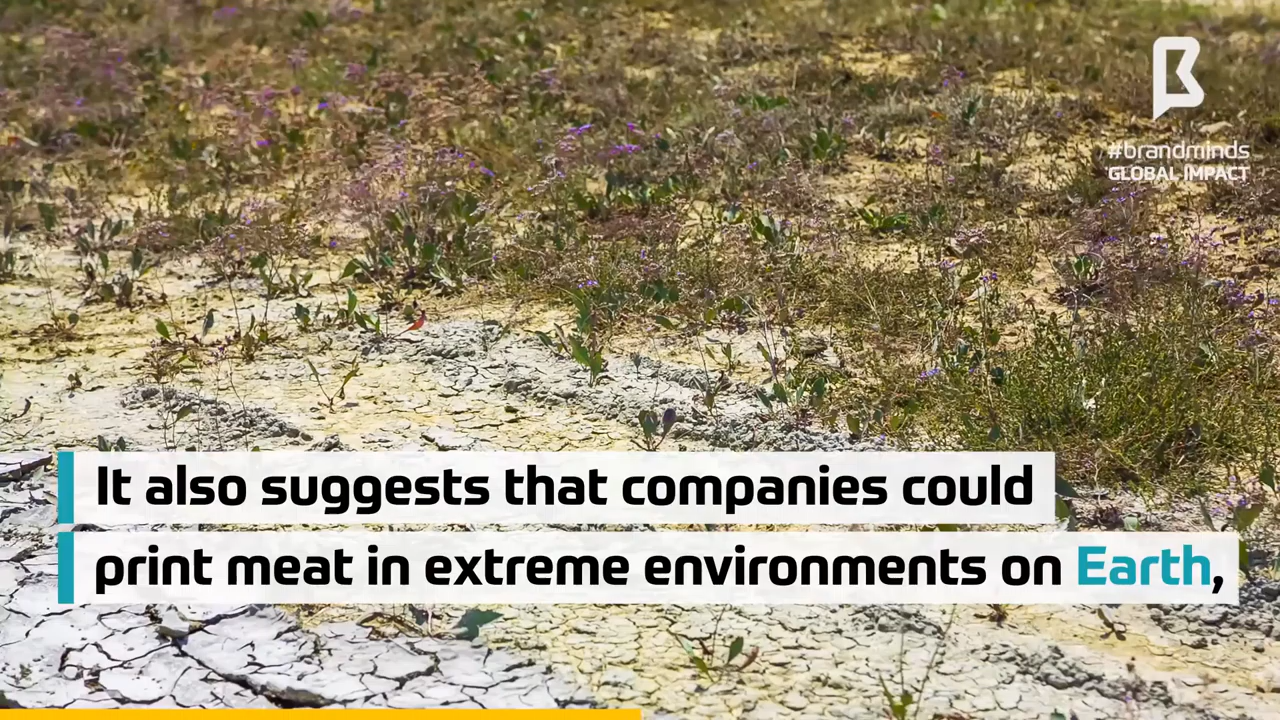 #brandminds
GLOBAL IMPACT
It also suggests that companies could
print meat in extreme environments on Earth,